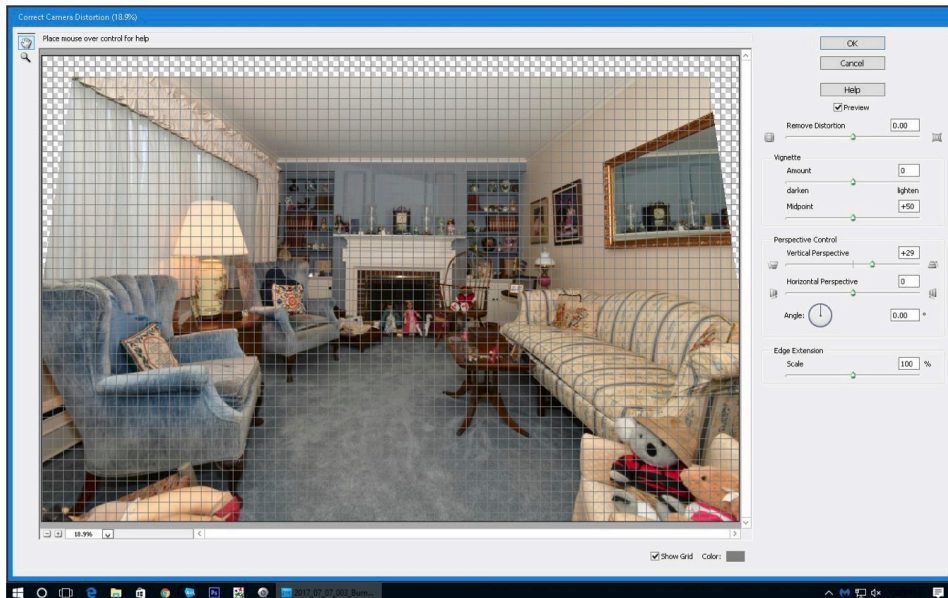 Correct Camera Distortion (18.9%)
Place mouse over control for help
OK
Cancel
Help
Preview
Remove Distortion 0.00
Vignette
Amount 0
darken lighten
Midpoint +50
Perspective Control
Vertical Perspective +29
Horizontal Perspective 0
Angle: 0.00 °
Edge Extension
Scale 100 %
18.9%
Show Grid Color:
2017_07_07_003_Burn...